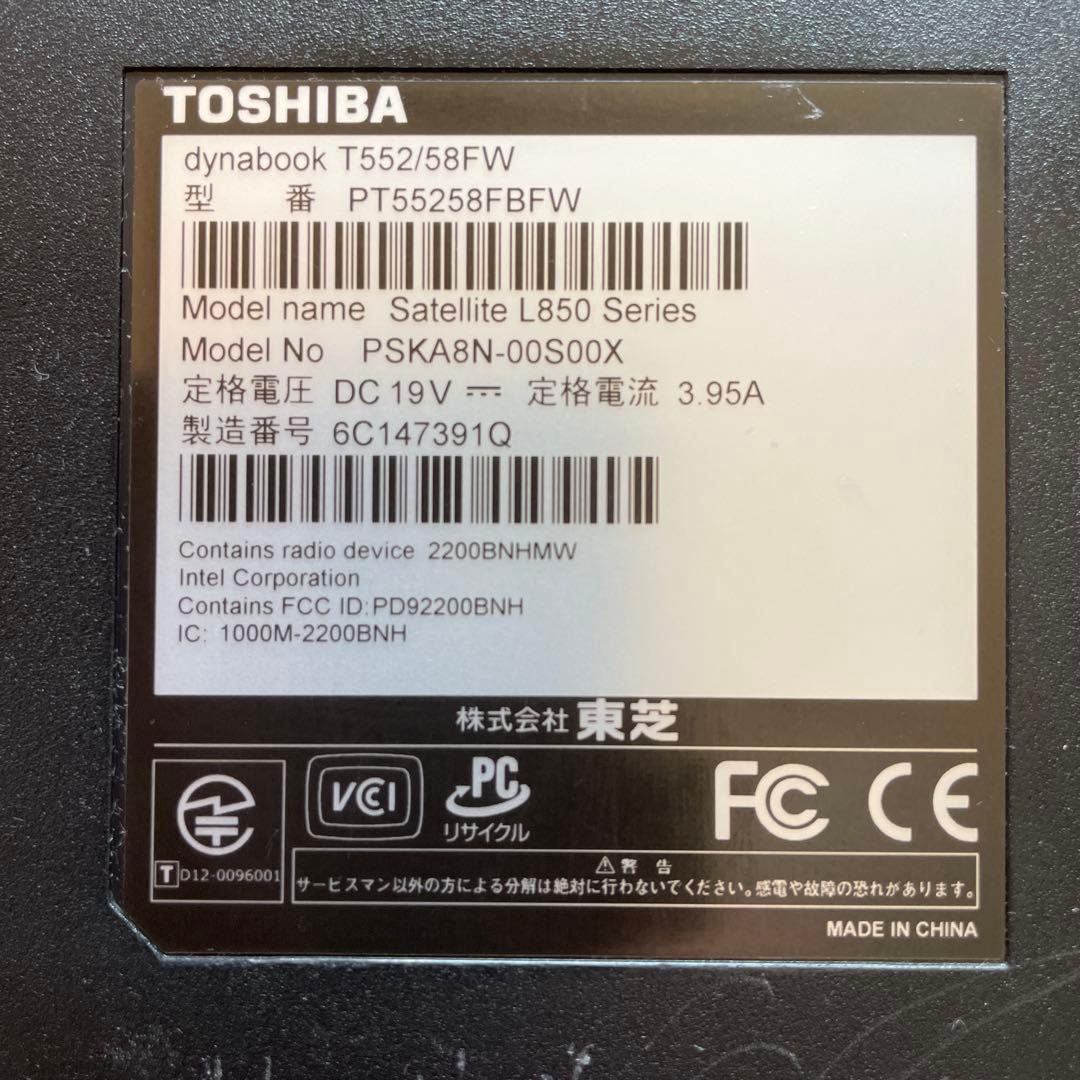 TOSHIBA
dynabook T552/58FW
型 番 PT55258FBFW
Model name Satellite L850 Series
Model No PSKA8N-00S00X
定格電圧 DC 19V ⎓ 定格電流 3.95A
製造番号 6C147391Q
Contains radio device 2200BNHMW
Intel Corporation
Contains FCC ID:PD92200BNH
IC: 1000M-2200BNH
株式会社 東芝
VCCI
PC
リサイクル
FC CE
T D12-0096001
⚠警 告
サービスマン以外の方による分解は絶対に行わないでください。感電や故障の恐れがあります。
MADE IN CHINA